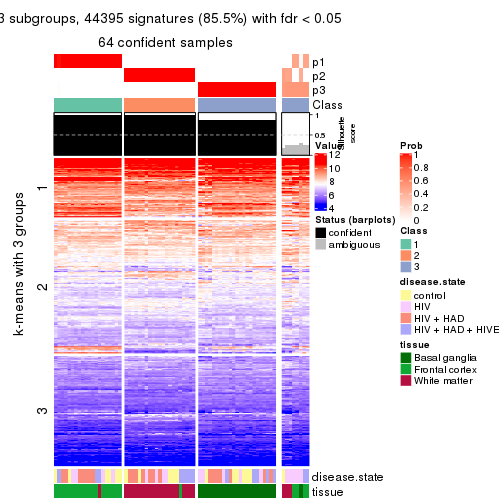 3 subgroups, 44395 signatures (85.5%) with fdr < 0.05
64 confident samples
p1
p2
p3
Class
1
0.5
Silhouette
score
k-means with 3 groups
1
2
3
disease.state
tissue
Value
12
10
8
6
4
Status (barplots)
confident
ambiguous
Prob
1
0.8
0.6
0.4
0.2
0
Class
1
2
3
disease.state
control
HIV
HIV + HAD
HIV + HAD + HIVE
tissue
Basal ganglia
Frontal cortex
White matter